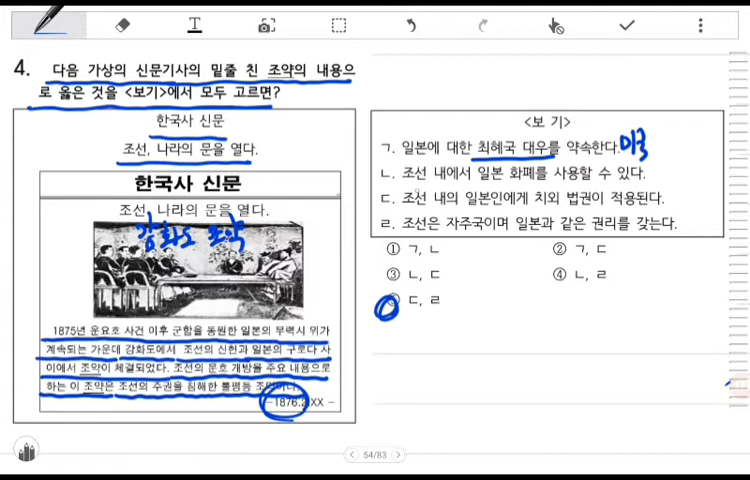 4. 다음 가상의 신문기사의 밑줄 친 조약의 내용으
로 옳은 것을 <보기>에서 모두 고르면?
한국사 신문
조선, 나라의 문을 열다.
한국사 신문
조선, 나라의 문을 열다.
강화도 조약
1875년 운요호 사건 이후 군함을 동원한 일본의 무력시 위가
계속되는 가운데 강화도에서 조선의 신헌과 일본의 구로다 사
이에서 조약이 체결되었다. 조선의 문호 개방을 주요 내용으로
하는 이 조약은 조선의 주권을 침해한 불평등
-1876.2.XX -
<보 기>
ㄱ. 일본에 대한 최혜국 대우를 약속한다. 미국
ㄴ. 조선 내에서 일본 화폐를 사용할 수 있다.
ㄷ. 조선 내의 일본인에게 치외 법권이 적용된다.
ㄹ. 조선은 자주국이며 일본과 같은 권리를 갖는다.
① ㄱ, ㄴ ② ㄱ, ㄷ
③ ㄴ, ㄷ ④ ㄴ, ㄹ
⑤ ㄷ, ㄹ
54/83